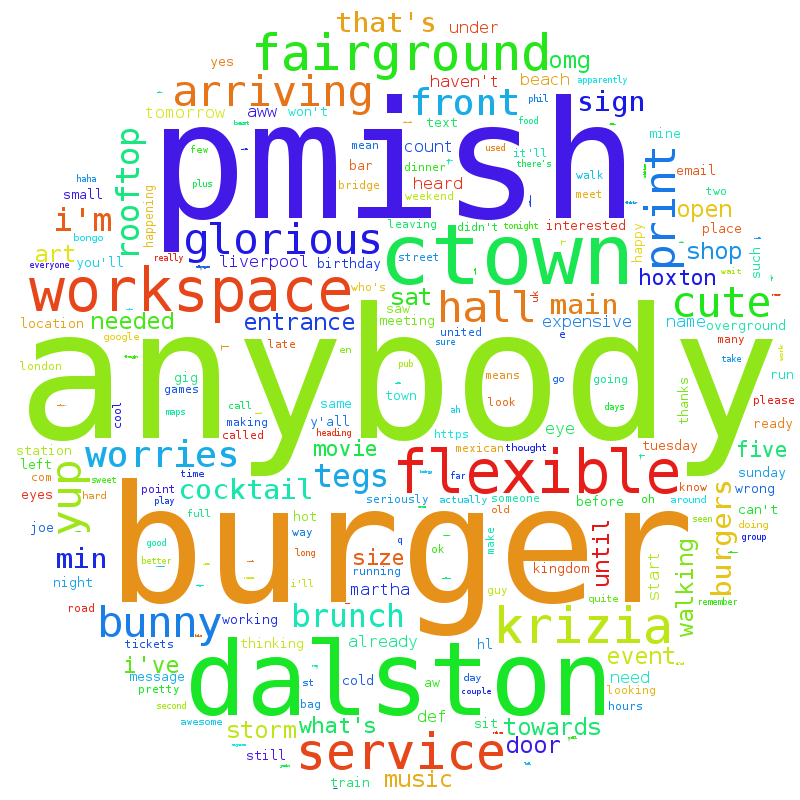 that's
under
fairground
omg
yes
arriving
haven't
beach
apparently
front
phil
sign
tomorrow
aww
won't
pmish
text
food
mine
best
few
mean
count
it'll
there's
used
rooftop
haha
bar
dinner
heard
walk
print
email
two
small
plus
bridge
weekend
meet
open
i'm
happening
bongo
glorious
leaving
didn't
tonight
interested
place
art
you'll
really
liverpool
birthday
street
ctown
happy
shop
such
wait
everyone
workspace
who's
sat
hall
uk
main
hoxton
cute
location
needed
entrance
saw
meeting
united
expensive
name
overground
google
london
late
en
sure
e
many
take
work
anybody
pub
means
go
going
gig
games
maps
town
look
days
thanks
run
please
cool
call
same
y'all
https
ah
eye
ready
station
called
making
heading
movie
mexican
thought
tuesday
five
left
worries
tegs
flexible
far
sunday
com
sweet
time
seriously
actually
someone
know
around
wrong
eyes
hard
yup
point
play
cocktail
before
oh
can't
joe
full
hot
way
q
old
until
burgers
doing
group
seen
burger
min
good
better
long
size
ok
make
kingdom
start
walking
night
i'll
running
martha
guy
quite
remember
road
bunny
working
brunch
krizia
tickets
thinking
already
hl
event
i've
message
pretty
dalston
need
looking
st
cold
aw
day
couple
second
bag
hours
awesome
storm
what's
def
sit
towards
still
service
door
train
music